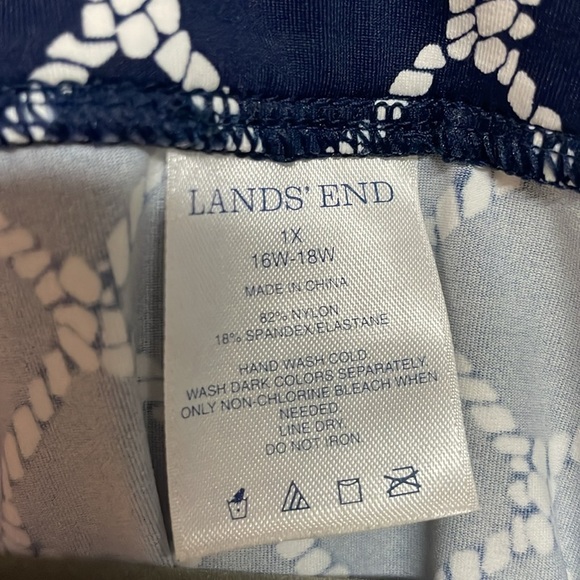 LANDS' END
1X
16W-18W
MADE IN CHINA
82% NYLON
18% SPANDEX/ELASTANE
HAND WASH COLD
WASH DARK COLORS SEPARATELY.
ONLY NON-CHLORINE BLEACH WHEN
NEEDED.
LINE DRY.
DO NOT IRON.